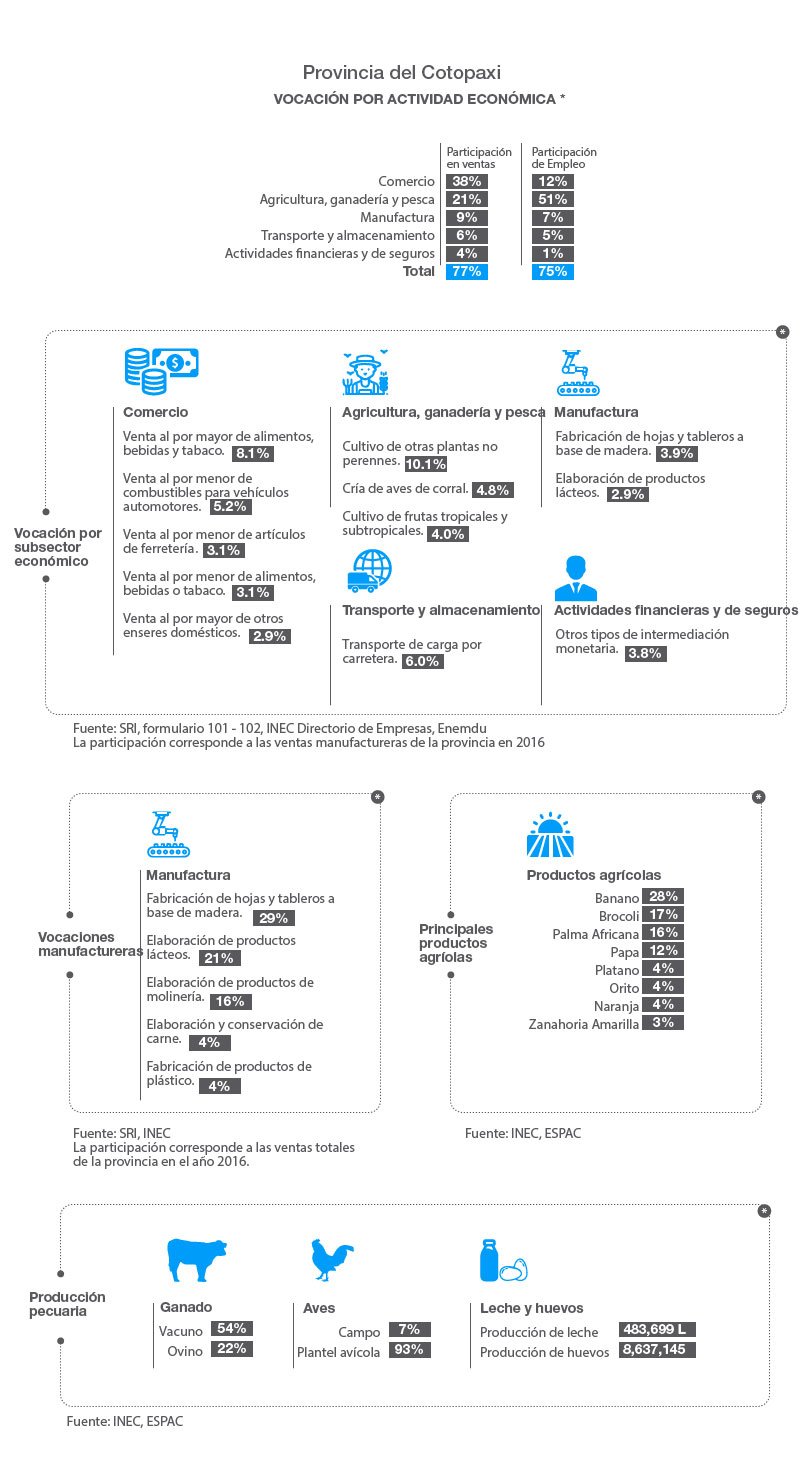 Provincia del Cotopaxi
VOCACIÓN POR ACTIVIDAD ECONÓMICA *
Participación en ventas
Participación de Empleo
Comercio 38% 12%
Agricultura, ganadería y pesca 21% 51%
Manufactura 9% 7%
Transporte y almacenamiento 6% 5%
Actividades financieras y de seguros 4% 1%
Total 77% 75%
*
Vocación por
subsector
económico
Comercio
Venta al por mayor de alimentos,
bebidas y tabaco. 8.1%
Venta al por menor de
combustibles para vehículos
automotores. 5.2%
Venta al por menor de artículos
de ferretería. 3.1%
Venta al por menor de alimentos,
bebidas o tabaco. 3.1%
Venta al por mayor de otros
enseres domésticos. 2.9%
Agricultura, ganadería y pesca
Cultivo de otras plantas no
perennes. 10.1%
Cría de aves de corral. 4.8%
Cultivo de frutas tropicales y
subtropicales. 4.0%
Manufactura
Fabricación de hojas y tableros a
base de madera. 3.9%
Elaboración de productos
lácteos. 2.9%
Transporte y almacenamiento
Transporte de carga por
carretera. 6.0%
Actividades financieras y de seguros
Otros tipos de intermediación
monetaria. 3.8%
Fuente: SRI, formulario 101 - 102, INEC Directorio de Empresas, Enemdu
La participación corresponde a las ventas manufactureras de la provincia en 2016
*
Vocaciones
manufactureras
Manufactura
Fabricación de hojas y tableros a
base de madera. 29%
Elaboración de productos
lácteos. 21%
Elaboración de productos de
molinería. 16%
Elaboración y conservación de
carne. 4%
Fabricación de productos de
plástico. 4%
Fuente: SRI, INEC
La participación corresponde a las ventas totales
de la provincia en el año 2016.
*
Principales
productos
agríolas
Productos agrícolas
Banano 28%
Brocoli 17%
Palma Africana 16%
Papa 12%
Platano 4%
Orito 4%
Naranja 4%
Zanahoria Amarilla 3%
Fuente: INEC, ESPAC
*
Producción
pecuaria
Ganado
Vacuno 54%
Ovino 22%
Aves
Campo 7%
Plantel avícola 93%
Leche y huevos
Producción de leche 483,699 L
Producción de huevos 8,637,145
Fuente: INEC, ESPAC